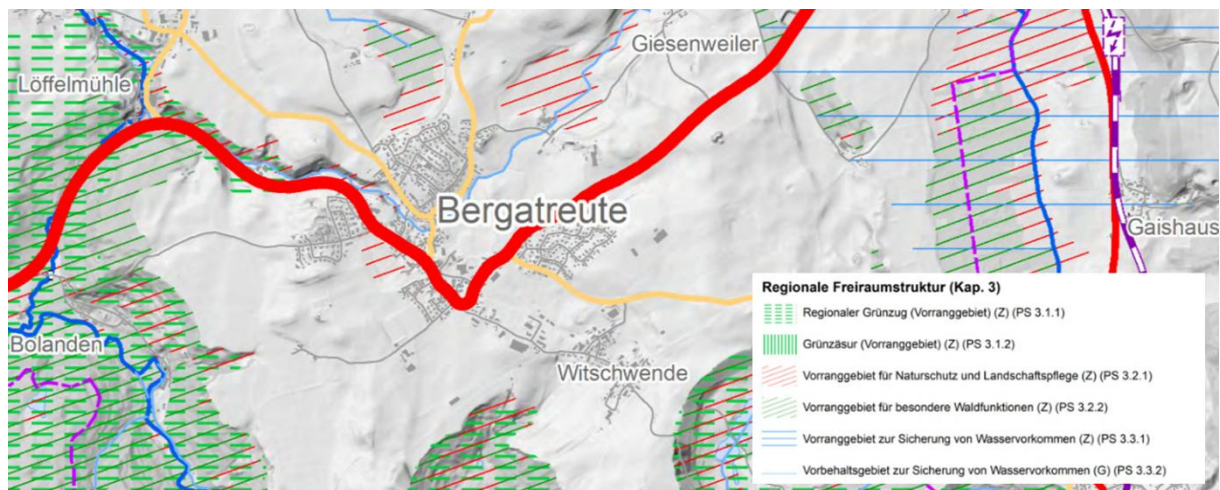 Giesenweiler
Löffelmühle
Bergatreute
Gaishaus
Bolanden
Witschwende
Regionale Freiraumstruktur (Kap. 3)
Regionaler Grünzug (Vorranggebiet) (Z) (PS 3.1.1)
Grünzäsur (Vorranggebiet) (Z) (PS 3.1.2)
Vorranggebiet für Naturschutz und Landschaftspflege (Z) (PS 3.2.1)
Vorranggebiet für besondere Waldfunktionen (Z) (PS 3.2.2)
Vorranggebiet zur Sicherung von Wasservorkommen (Z) (PS 3.3.1)
Vorbehaltsgebiet zur Sicherung von Wasservorkommen (G) (PS 3.3.2)